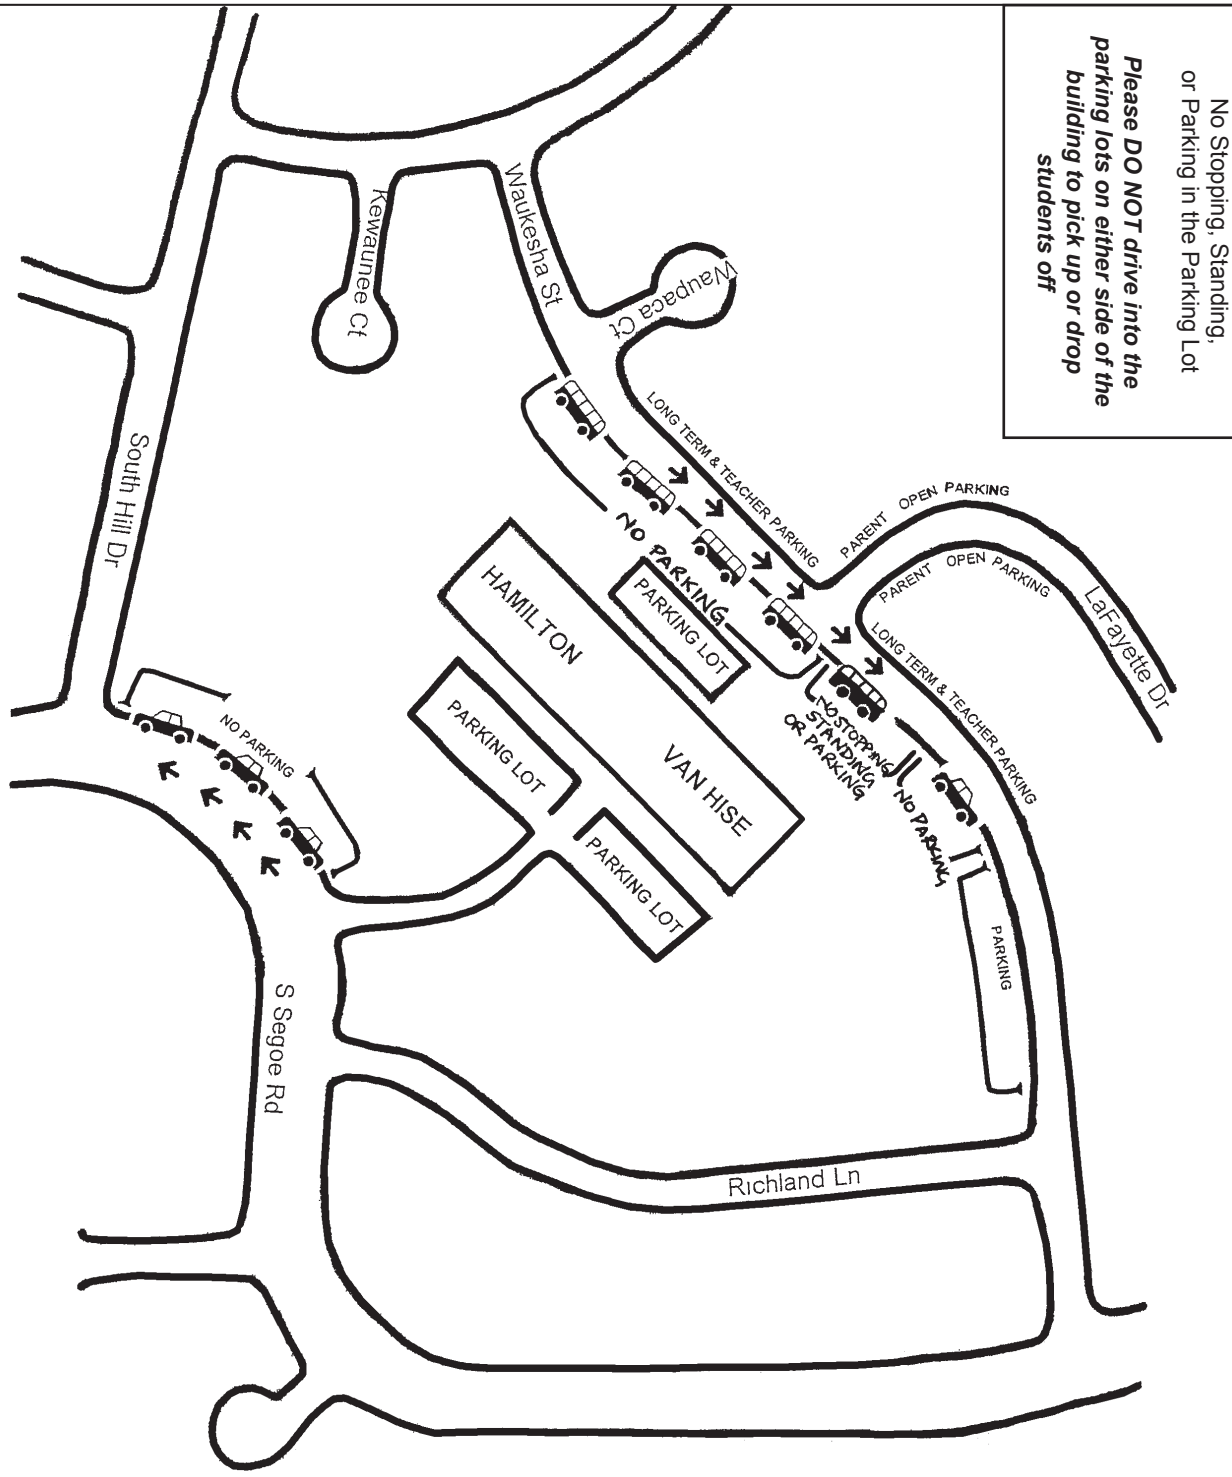 No Stopping, Standing,
or Parking in the Parking Lot
Please DO NOT drive into the
parking lots on either side of the
building to pick up or drop
students off
Kewaunee Ct
Waukesha St
Waupaca Ct
LONG TERM & TEACHER PARKING
PARENT OPEN PARKING
PARENT OPEN PARKING
LaFayette Dr
LONG TERM & TEACHER PARKING
South Hill Dr
NO PARKING
PARKING LOT
HAMILTON
VAN HISE
PARKING LOT
PARKING LOT
NO STOPPING
STANDING
OR PARKING
NO PARKING
PARKING
NO PARKING
S Segoe Rd
Richland Ln